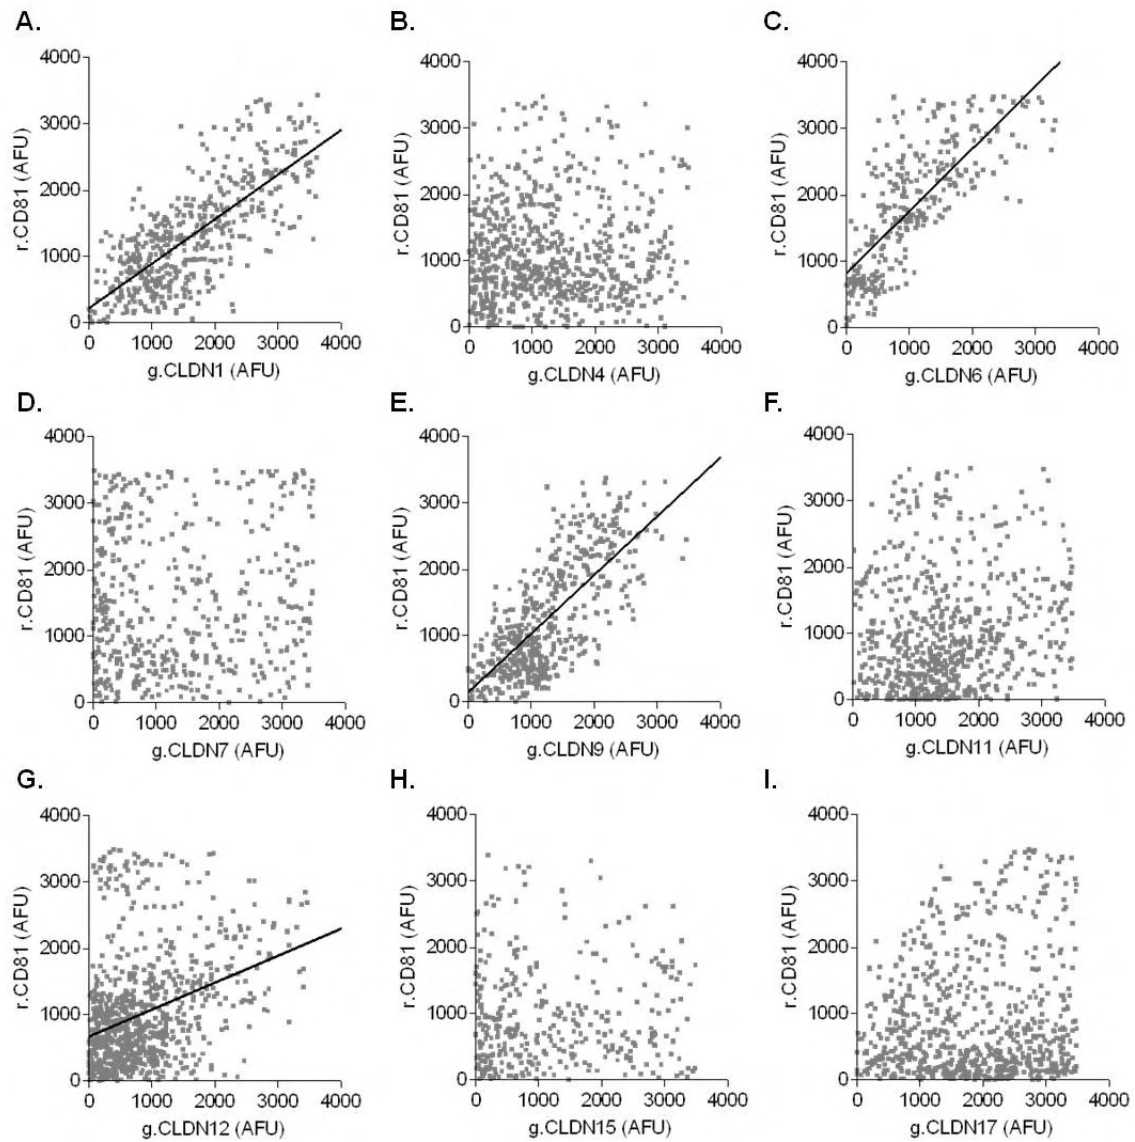 A.
r.CD81 (AFU)
4000
3000
2000
1000
0
0 1000 2000 3000 4000
g.CLDN1 (AFU)
B.
r.CD81 (AFU)
4000
3000
2000
1000
0
0 1000 2000 3000 4000
g.CLDN4 (AFU)
C.
r.CD81 (AFU)
4000
3000
2000
1000
0
0 1000 2000 3000 4000
g.CLDN6 (AFU)
D.
r.CD81 (AFU)
4000
3000
2000
1000
0
0 1000 2000 3000 4000
g.CLDN7 (AFU)
E.
r.CD81 (AFU)
4000
3000
2000
1000
0
0 1000 2000 3000 4000
g.CLDN9 (AFU)
F.
r.CD81 (AFU)
4000
3000
2000
1000
0
0 1000 2000 3000 4000
g.CLDN11 (AFU)
G.
r.CD81 (AFU)
4000
3000
2000
1000
0
0 1000 2000 3000 4000
g.CLDN12 (AFU)
H.
r.CD81 (AFU)
4000
3000
2000
1000
0
0 1000 2000 3000 4000
g.CLDN15 (AFU)
I.
r.CD81 (AFU)
4000
3000
2000
1000
0
0 1000 2000 3000 4000
g.CLDN17 (AFU)